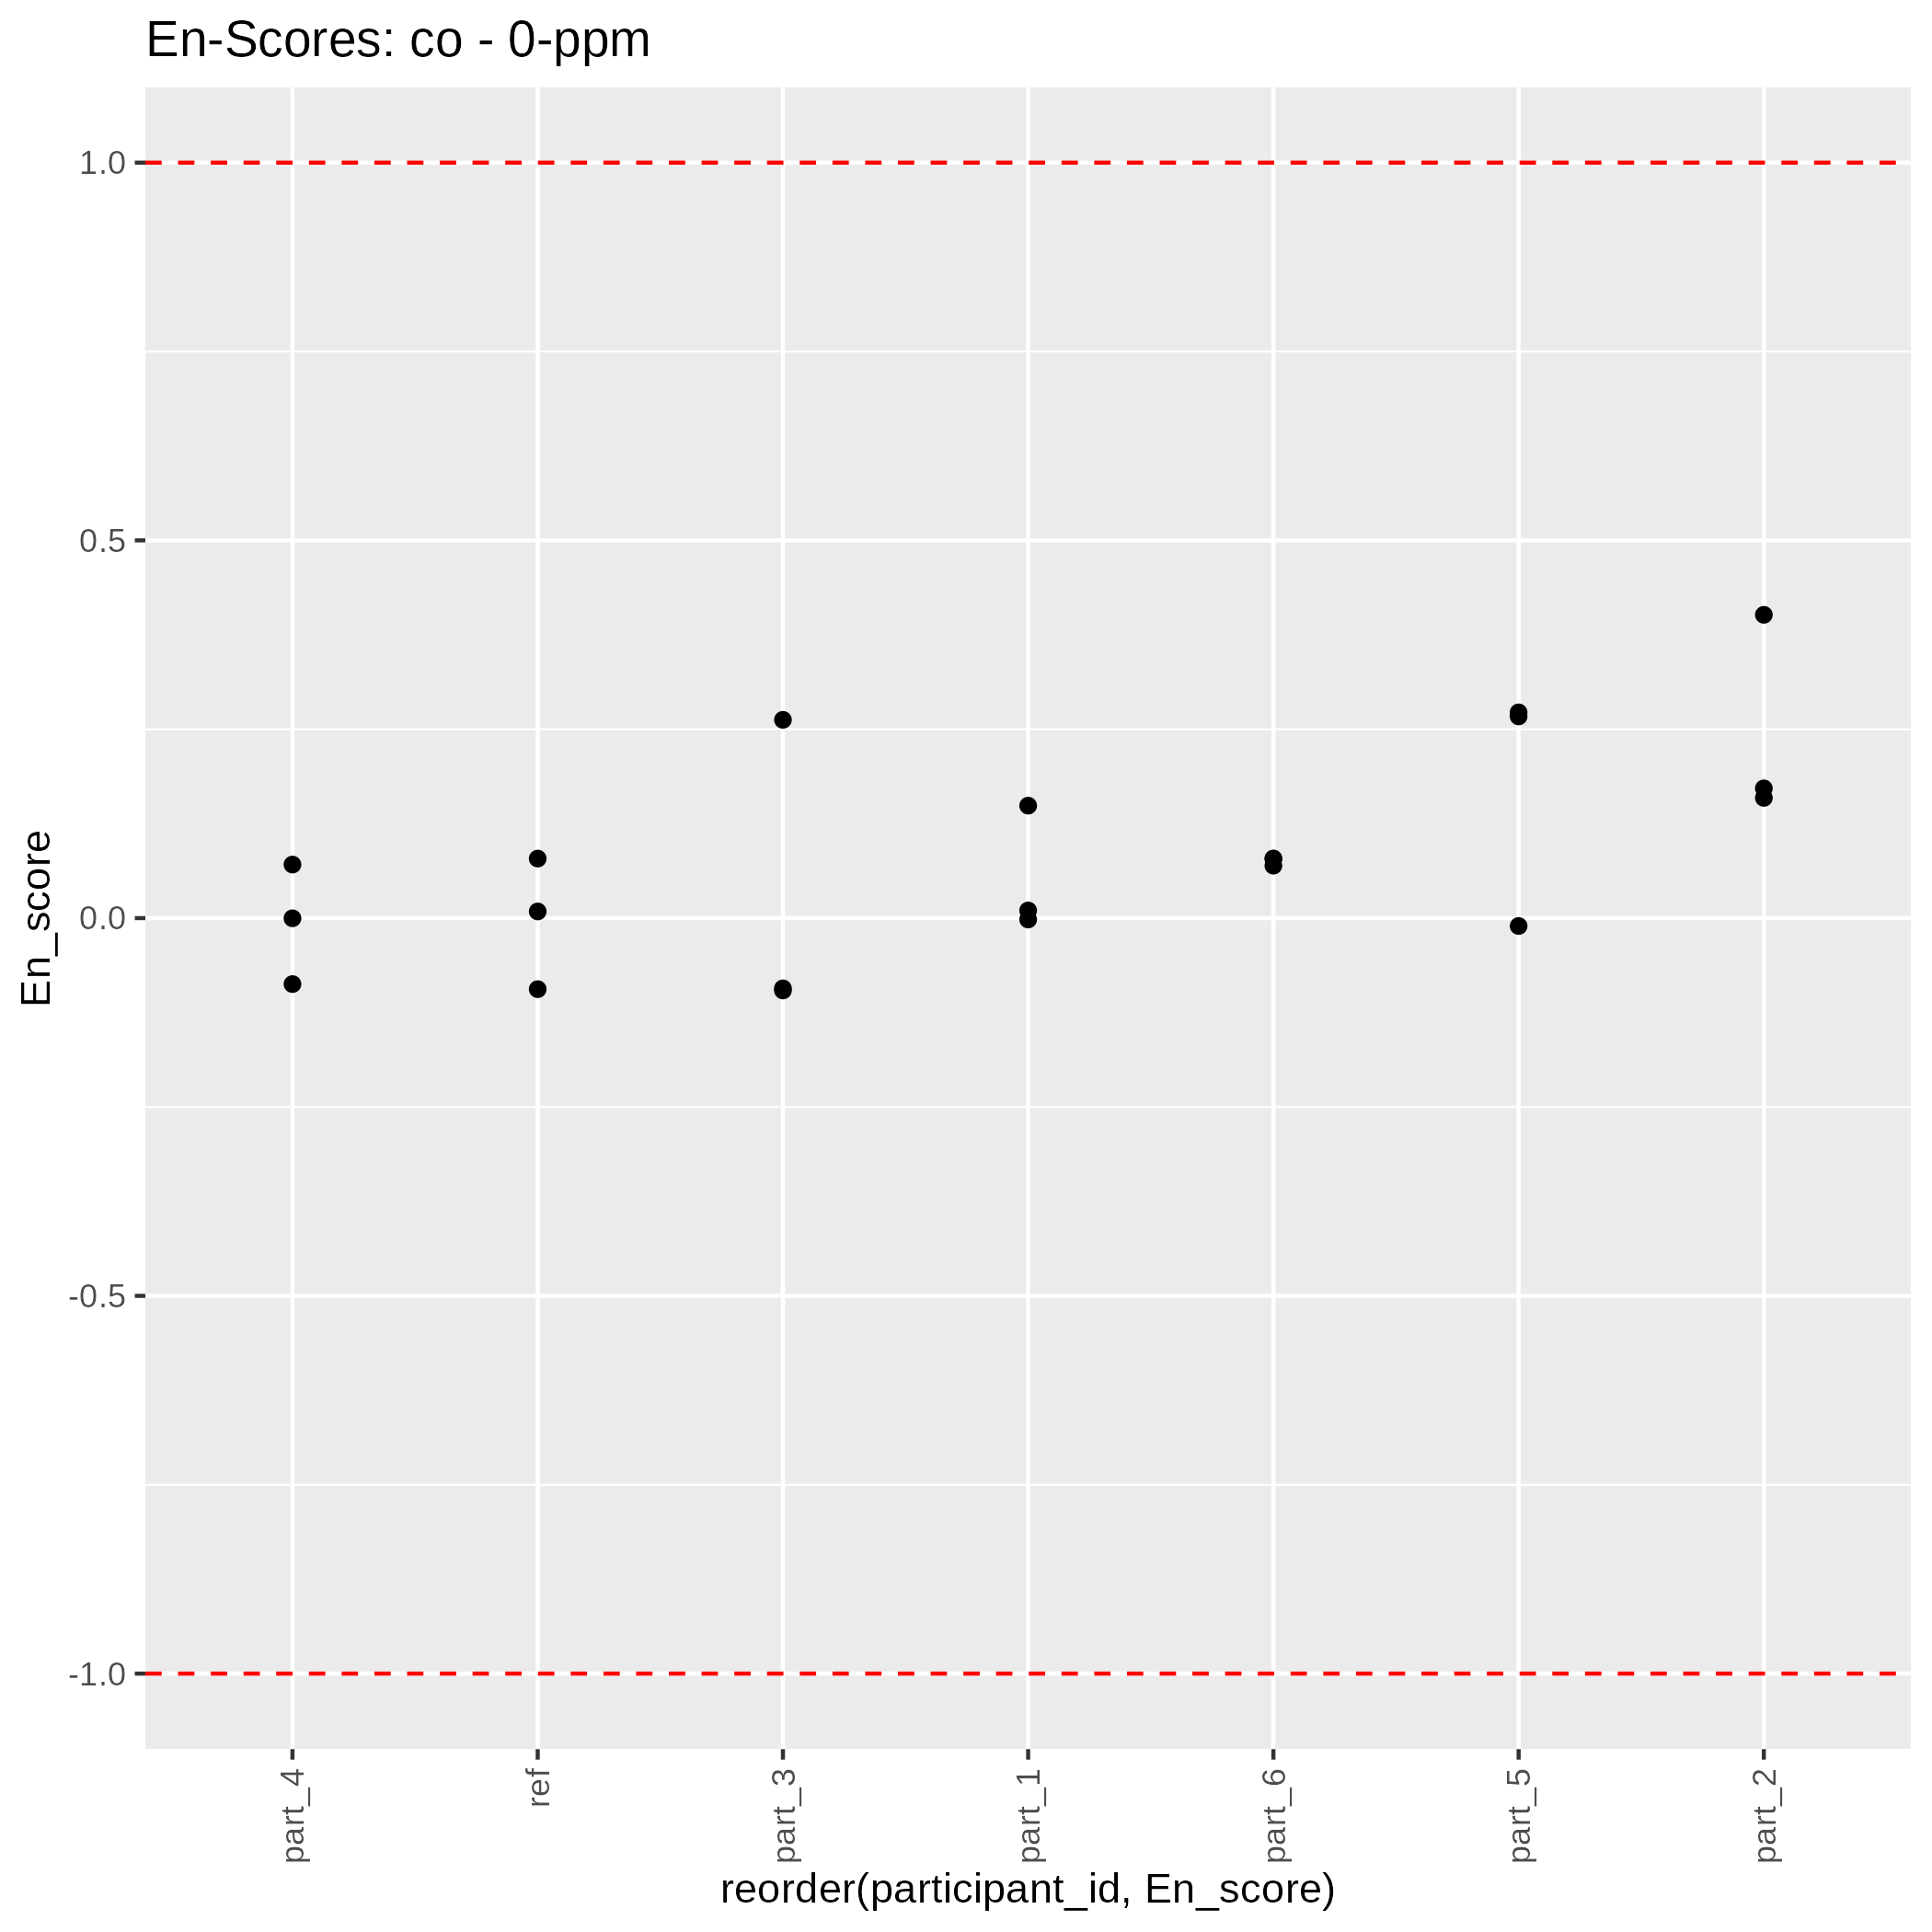 En-Scores: co - 0-ppm
En_score
1.0
0.5
0.0
-0.5
-1.0
part_4
ref
part_3
part_1
part_6
part_5
part_2
reorder(participant_id, En_score)